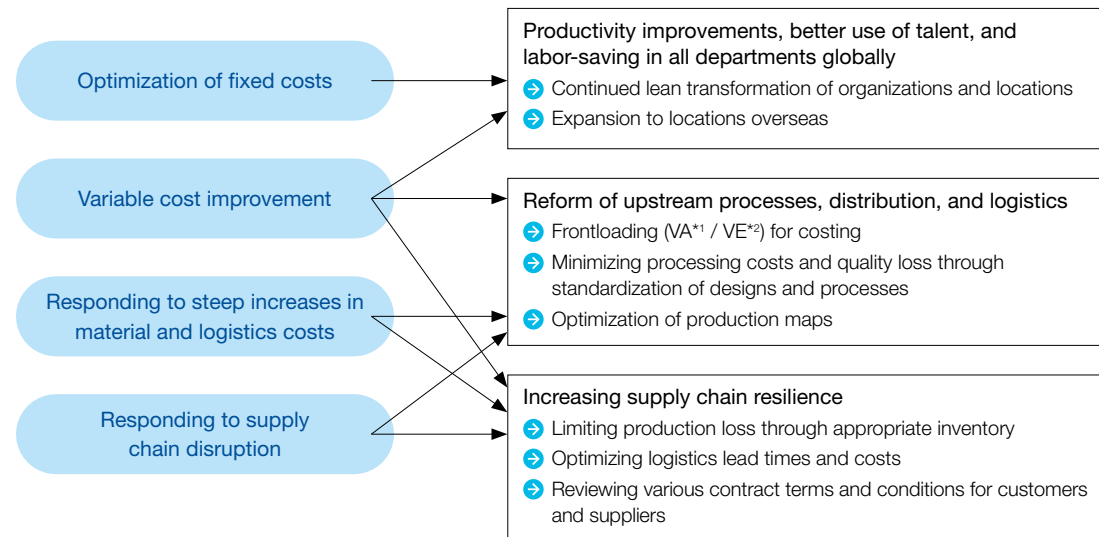 Optimization of fixed costs
Variable cost improvement
Responding to steep increases in
material and logistics costs
Responding to supply
chain disruption
Productivity improvements, better use of talent, and
labor-saving in all departments globally
Continued lean transformation of organizations and locations
Expansion to locations overseas
Reform of upstream processes, distribution, and logistics
Frontloading (VA*1 / VE*2) for costing
Minimizing processing costs and quality loss through
standardization of designs and processes
Optimization of production maps
Increasing supply chain resilience
Limiting production loss through appropriate inventory
Optimizing logistics lead times and costs
Reviewing various contract terms and conditions for customers
and suppliers